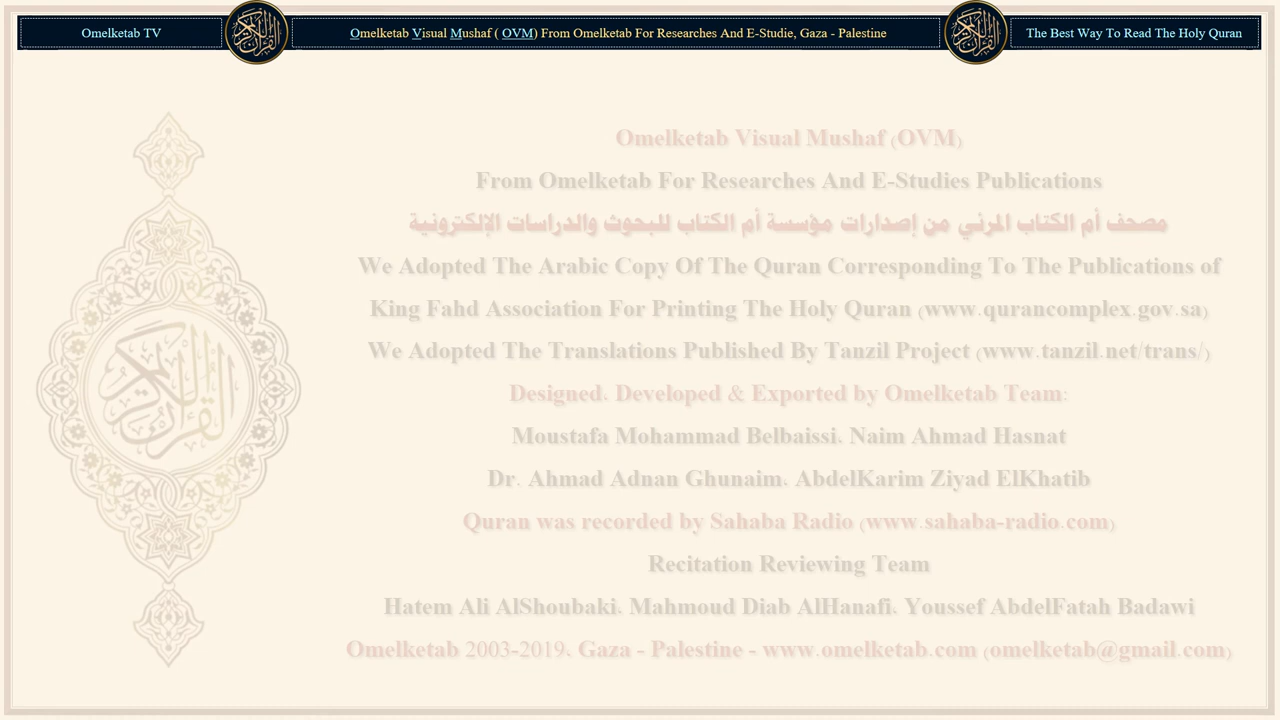 Omelketab TV
Omelketab Visual Mushaf ( OVM) From Omelketab For Researches And E-Studie, Gaza - Palestine
The Best Way To Read The Holy Quran
Omelketab Visual Mushaf (OVM)
From Omelketab For Researches And E-Studies Publications
مصحف أم الكتاب المرئي من إصدارات مؤسسة أم الكتاب للبحوث والدراسات الإلكترونية
We Adopted The Arabic Copy Of The Quran Corresponding To The Publications of
King Fahd Association For Printing The Holy Quran (www.qurancomplex.gov.sa)
We Adopted The Translations Published By Tanzil Project (www.tanzil.net/trans/)
Designed، Developed & Exported by Omelketab Team:
Moustafa Mohammad Belbaissi، Naim Ahmad Hasnat
Dr. Ahmad Adnan Ghunaim، AbdelKarim Ziyad ElKhatib
Quran was recorded by Sahaba Radio (www.sahaba-radio.com)
Recitation Reviewing Team
Hatem Ali AlShoubaki، Mahmoud Diab AlHanafi، Youssef AbdelFatah Badawi
Omelketab 2003-2019، Gaza - Palestine - www.omelketab.com (omelketab@gmail.com)
القرآن الكريم